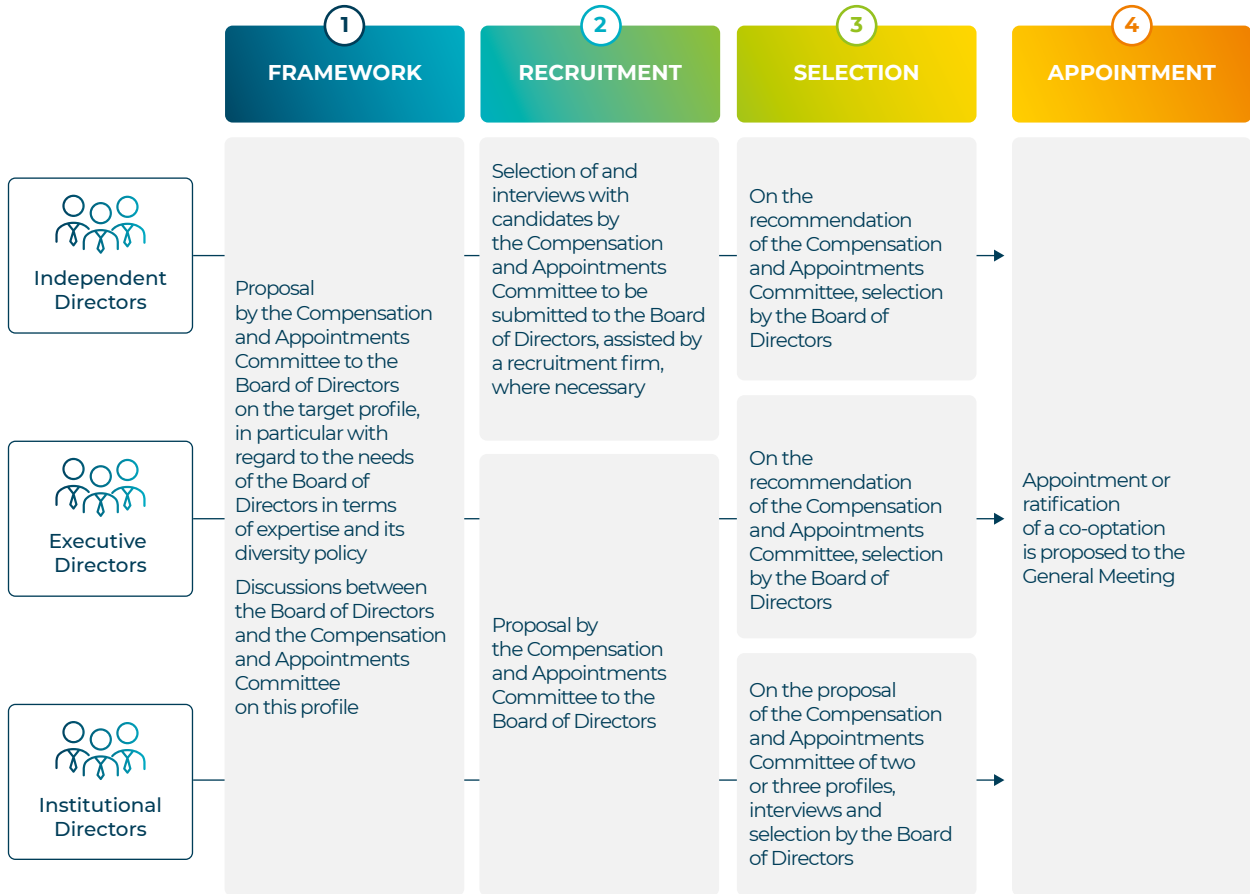 1
FRAMEWORK
2
RECRUITMENT
3
SELECTION
4
APPOINTMENT
Independent
Directors
Executive
Directors
Institutional
Directors
Proposal
by the Compensation
and Appointments
Committee to the
Board of Directors
on the target profile,
in particular with
regard to the needs
of the Board of
Directors in terms
of expertise and its
diversity policy
Discussions between
the Board of Directors
and the Compensation
and Appointments
Committee
on this profile
Selection of and
interviews with
candidates by
the Compensation
and Appointments
Committee to be
submitted to the Board
of Directors, assisted by
a recruitment firm,
where necessary
Proposal by
the Compensation
and Appointments
Committee to the
Board of Directors
On the
recommendation
of the Compensation
and Appointments
Committee, selection
by the Board of
Directors
On the
recommendation
of the Compensation
and Appointments
Committee, selection
by the Board of
Directors
On the proposal
of the Compensation
and Appointments
Committee of two
or three profiles,
interviews and
selection by the Board
of Directors
Appointment or
ratification
of a co-optation
is proposed to the
General Meeting